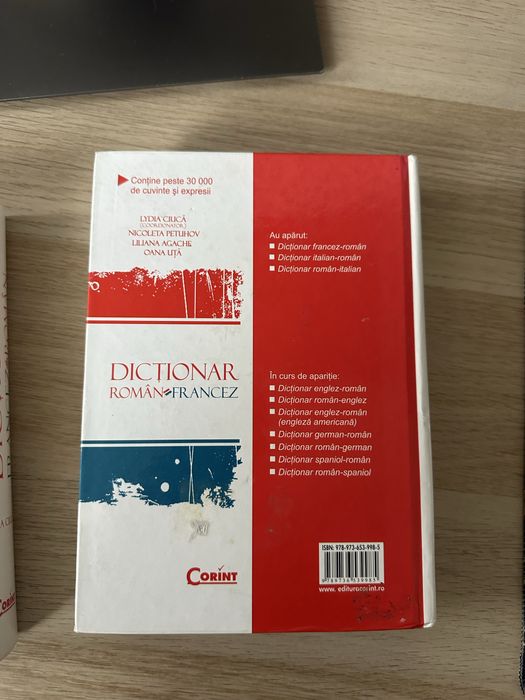 Conține peste 30 000
de cuvinte și expresii
LYDIA CIUCĂ
(COORDONATOR)
NICOLETA PETUHOV
LILIANA AGACHE
OANA UȚĂ
DICȚIONAR
ROMÂN-FRANCEZ
CORINT
Au apărut:
Dicționar francez-român
Dicționar italian-român
Dicționar român-italian
În curs de apariție:
Dicționar englez-român
Dicționar român-englez
Dicționar englez-român
(engleză americană)
Dicționar german-român
Dicționar român-german
Dicționar spaniol-român
Dicționar român-spaniol
ISBN: 978-973-653-998-5
9 789736 539985
www.edituracorint.ro